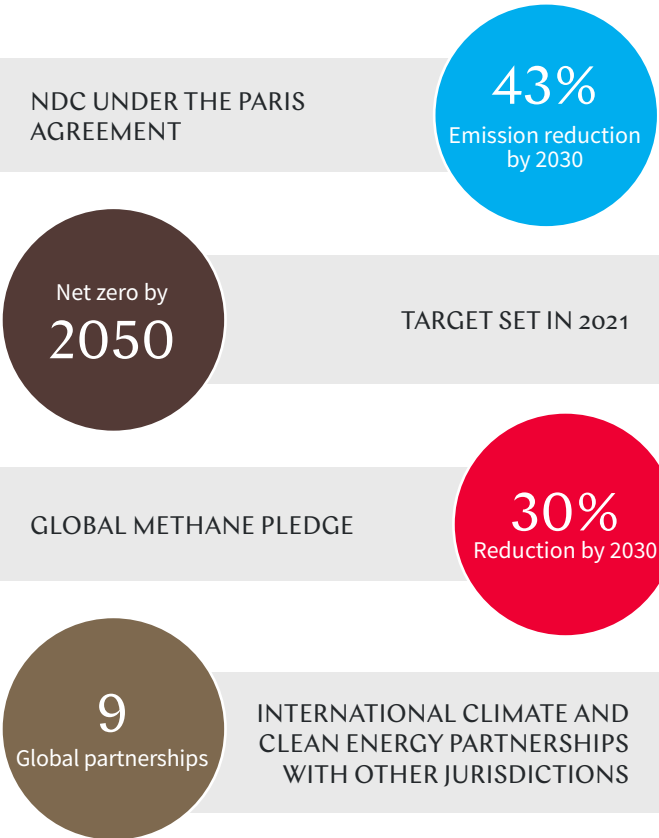 NDC UNDER THE PARIS
AGREEMENT
43%
Emission reduction
by 2030
Net zero by
2050
TARGET SET IN 2021
GLOBAL METHANE PLEDGE
30%
Reduction by 2030
9
Global partnerships
INTERNATIONAL CLIMATE AND
CLEAN ENERGY PARTNERSHIPS
WITH OTHER JURISDICTIONS